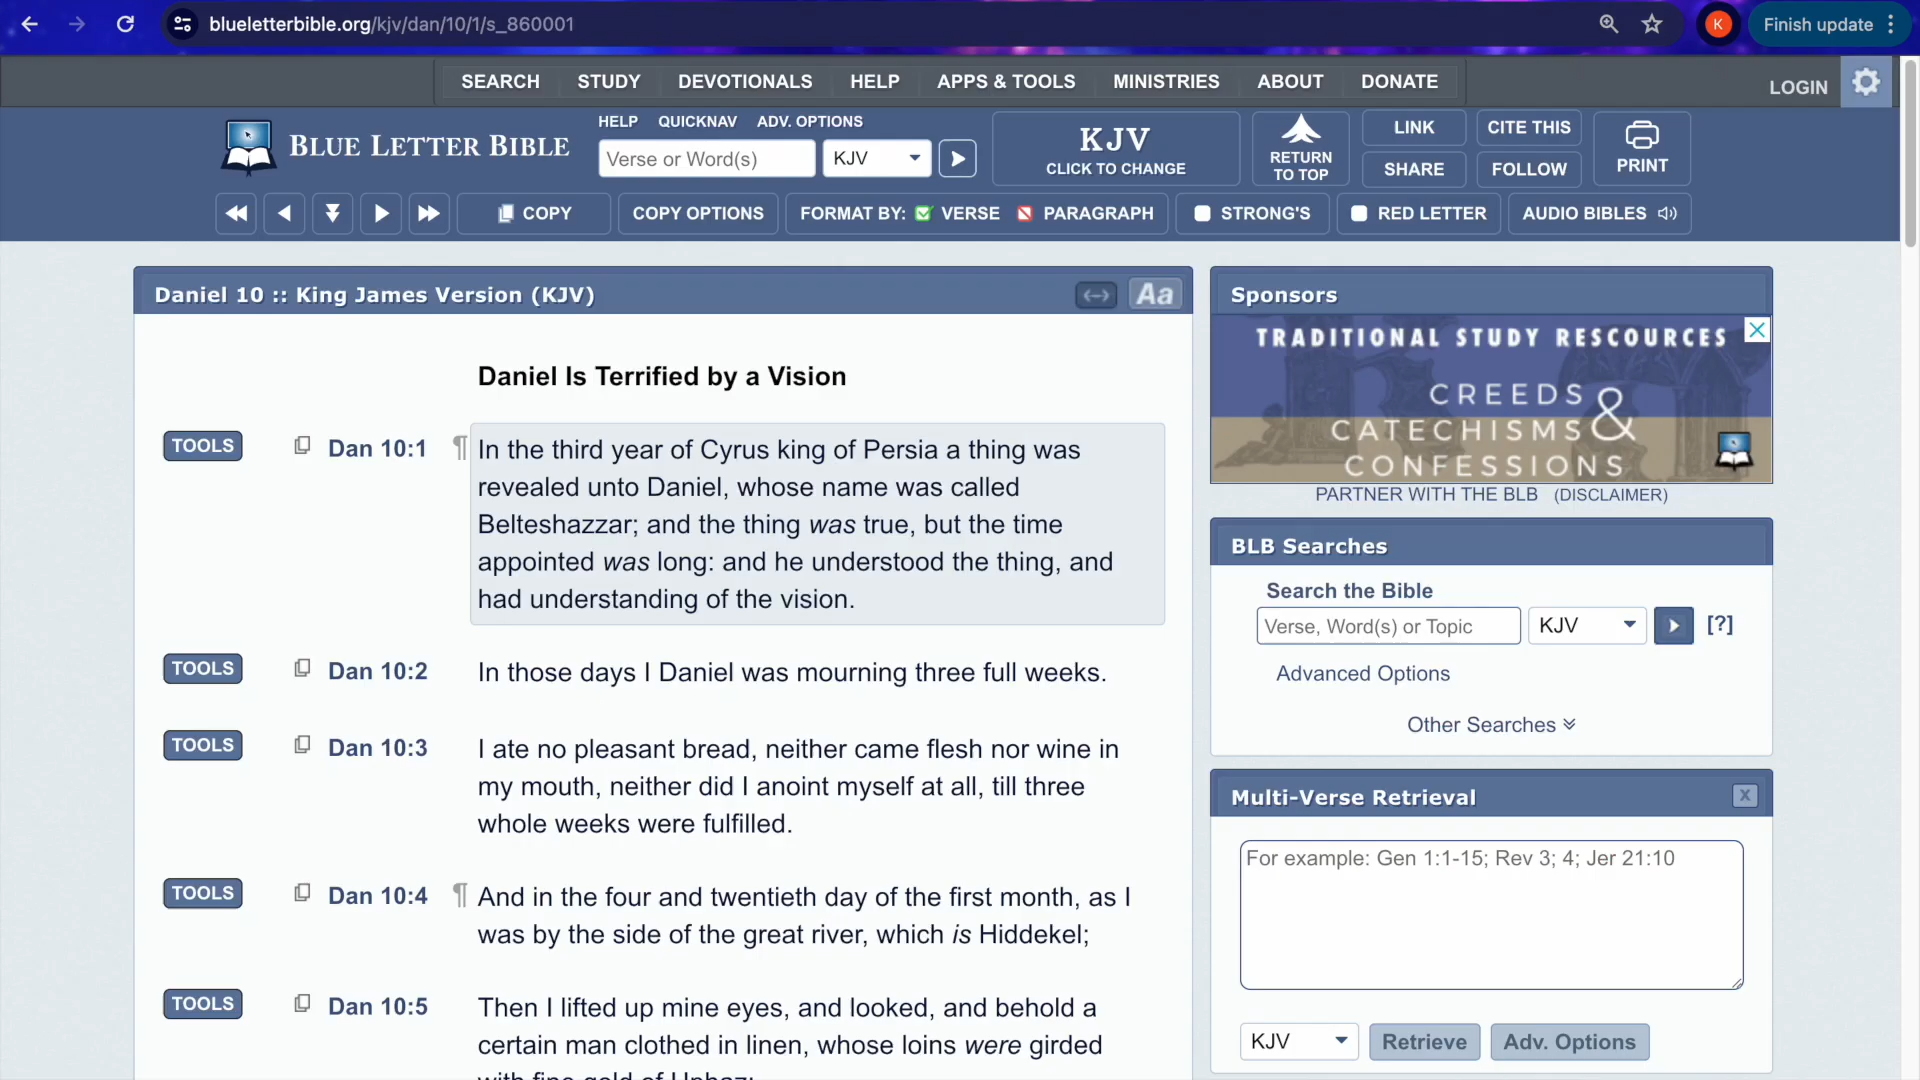 blueletterbible.org/kjv/dan/10/1/s_860001
K
Finish update
SEARCH STUDY DEVOTIONALS HELP APPS & TOOLS MINISTRIES ABOUT DONATE
LOGIN
BLUE LETTER BIBLE
HELP QUICKNAV ADV. OPTIONS
Verse or Word(s)
KJV
KJV
CLICK TO CHANGE
RETURN
TO TOP
LINK
CITE THIS
SHARE
FOLLOW
PRINT
COPY
COPY OPTIONS
FORMAT BY: VERSE PARAGRAPH
STRONG'S
RED LETTER
AUDIO BIBLES
Daniel 10 :: King James Version (KJV)
Aa
Daniel Is Terrified by a Vision
TOOLS Dan 10:1 ¶ In the third year of Cyrus king of Persia a thing was
revealed unto Daniel, whose name was called
Belteshazzar; and the thing was true, but the time
appointed was long: and he understood the thing, and
had understanding of the vision.
TOOLS Dan 10:2 In those days I Daniel was mourning three full weeks.
TOOLS Dan 10:3 I ate no pleasant bread, neither came flesh nor wine in
my mouth, neither did I anoint myself at all, till three
whole weeks were fulfilled.
TOOLS Dan 10:4 ¶ And in the four and twentieth day of the first month, as I
was by the side of the great river, which is Hiddekel;
TOOLS Dan 10:5 Then I lifted up mine eyes, and looked, and behold a
certain man clothed in linen, whose loins were girded
with fine gold of Uphaz:
Sponsors
TRADITIONAL STUDY RESCOURCES
CREEDS &
CATECHISMS
CONFESSIONS
PARTNER WITH THE BLB (DISCLAIMER)
BLB Searches
Search the Bible
Verse, Word(s) or Topic
KJV
[?]
Advanced Options
Other Searches
Multi-Verse Retrieval
X
For example: Gen 1:1-15; Rev 3; 4; Jer 21:10
KJV
Retrieve
Adv. Options